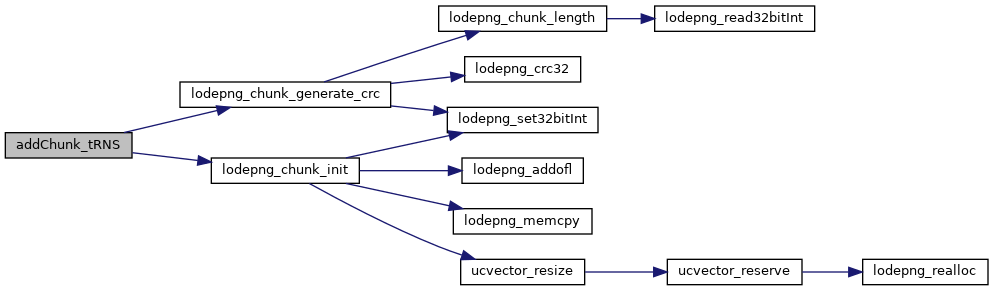 lodepng_chunk_length
lodepng_read32bitInt
lodepng_crc32
lodepng_chunk_generate_crc
lodepng_set32bitInt
addChunk_tRNS
lodepng_chunk_init
lodepng_addofl
lodepng_memcpy
ucvector_resize
ucvector_reserve
lodepng_realloc